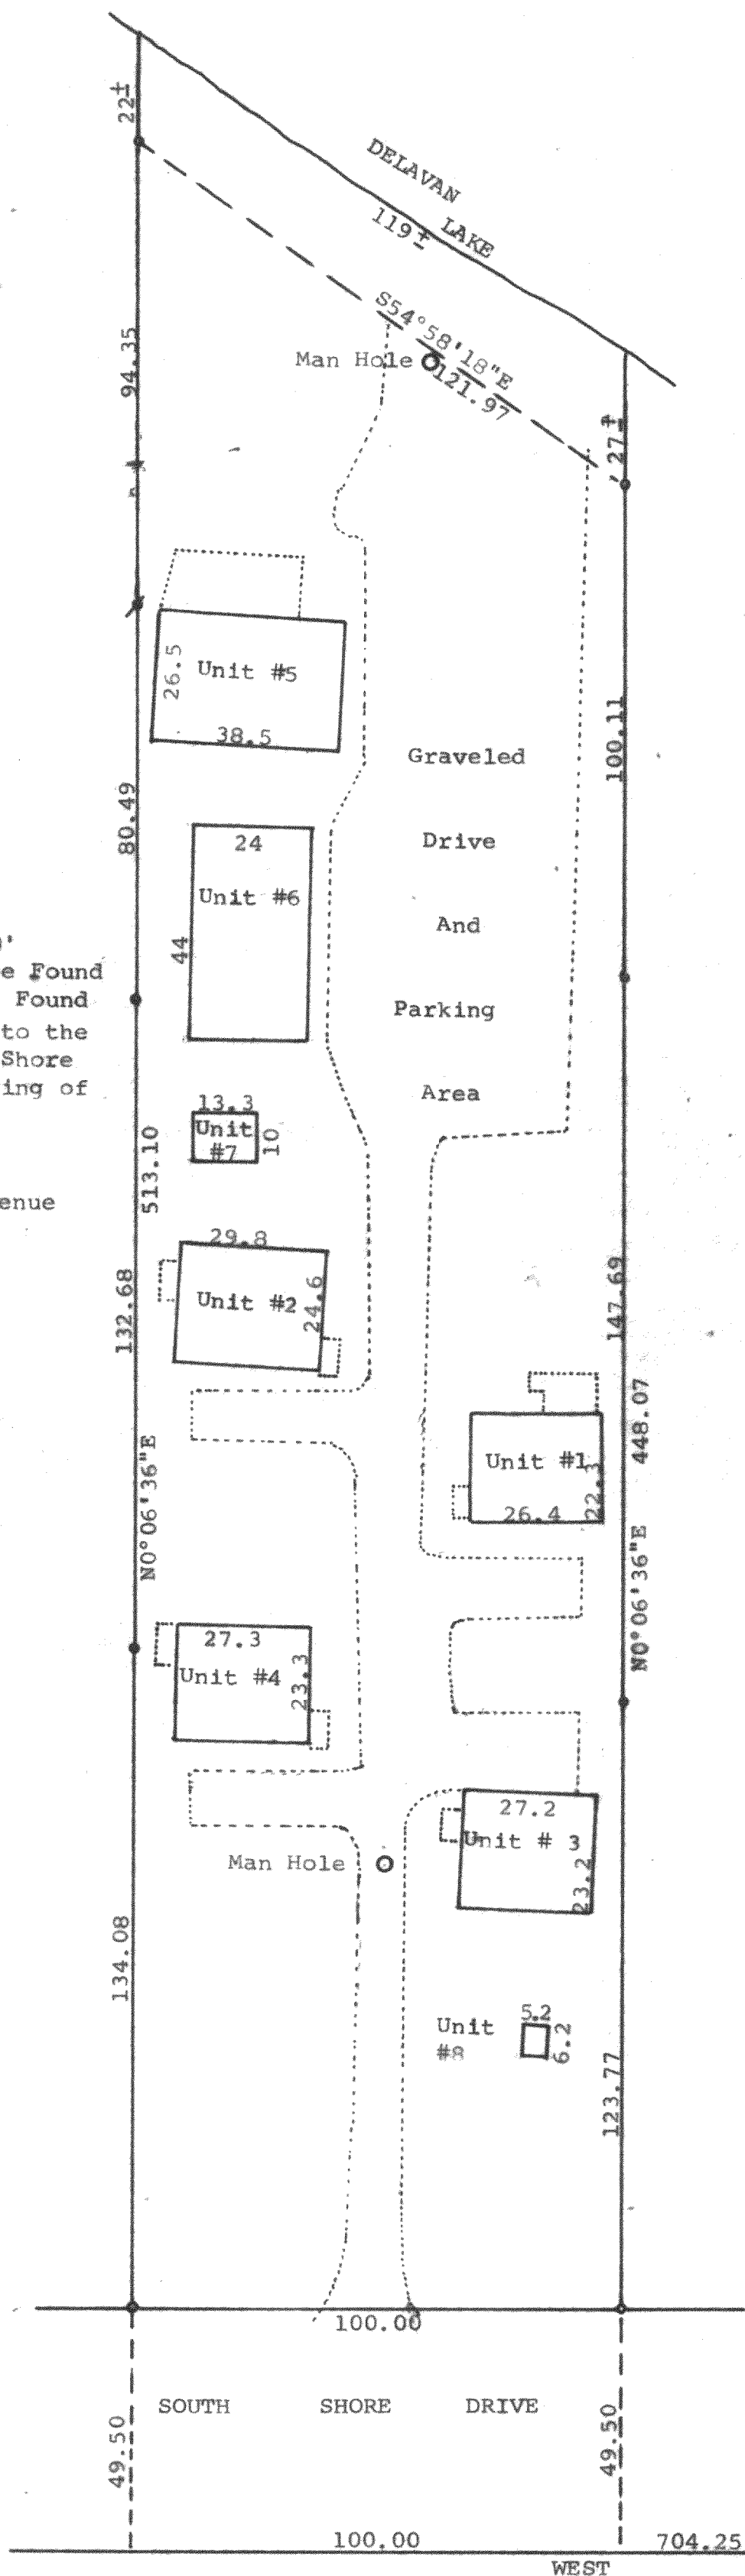 22±
DELAVAN
LAKE
119±
S54°58'18"E
121.97
Man Hole
94.35
27±
Unit #5
26.5
38.5
100.11
80.49
Graveled
Drive
And
Parking
Area
24
Unit #6
44
e Found
Found
to the
Shore
ing of
enue
13.3
Unit
#7
10
513.10
29.8
Unit #2
24.6
132.68
147.69
448.07
Unit #1
22.3
26.4
N0°06'36"E
N0°06'36"E
27.3
Unit #4
23.3
27.2
Unit # 3
23.2
Man Hole
134.08
Unit
#8
5.2
6.2
123.77
100.00
SOUTH SHORE DRIVE
49.50
49.50
100.00
704.25
WEST